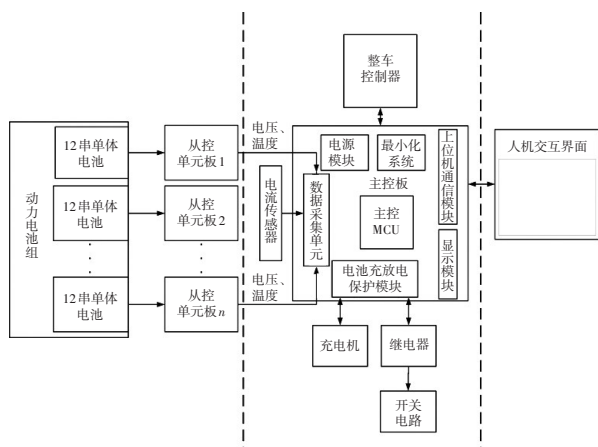 整车
控制器
12串单体
电池
从控
单元板1
电压、
温度
电源
模块
最小化
系统
上位机通信模块
人机交互界面
动力电池组
12串单体
电池
从控
单元板2
电流传感器
数据采集单元
主控板
主控
MCU
显示模块
12串单体
电池
从控
单元板n
电压、
温度
电池充放电
保护模块
充电机
继电器
开关
电路